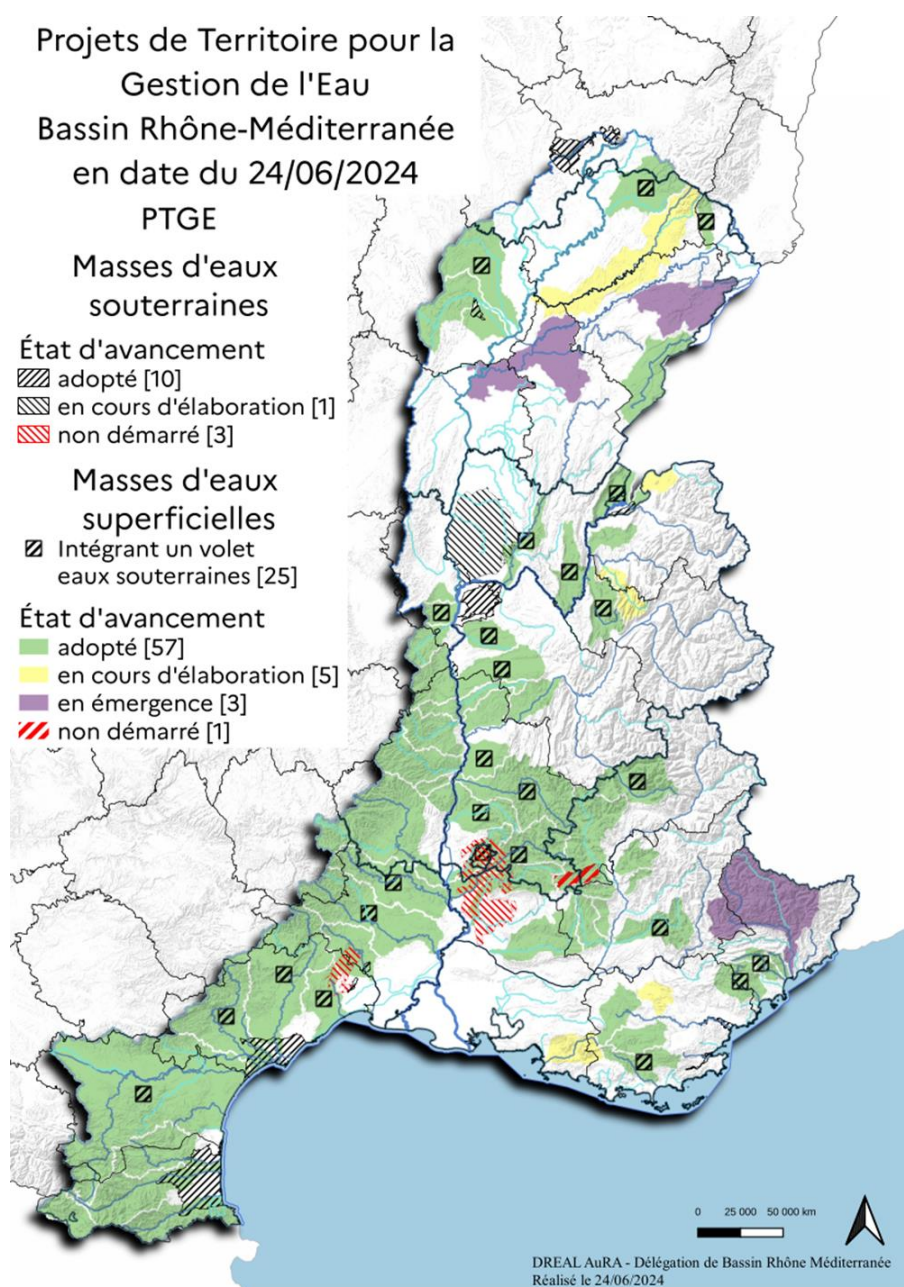 Projets de Territoire pour la
Gestion de l'Eau
Bassin Rhône-Méditerranée
en date du 24/06/2024
PTGE
Masses d'eaux
souterraines
État d'avancement
adopté [10]
en cours d'élaboration [1]
non démarré [3]
Masses d'eaux
superficielles
Intégrant un volet
eaux souterraines [25]
État d'avancement
adopté [57]
en cours d'élaboration [5]
en émergence [3]
non démarré [1]
0 25 000 50 000 km
DREAL AuRA - Délégation de Bassin Rhône Méditerranée
Réalisé le 24/06/2024